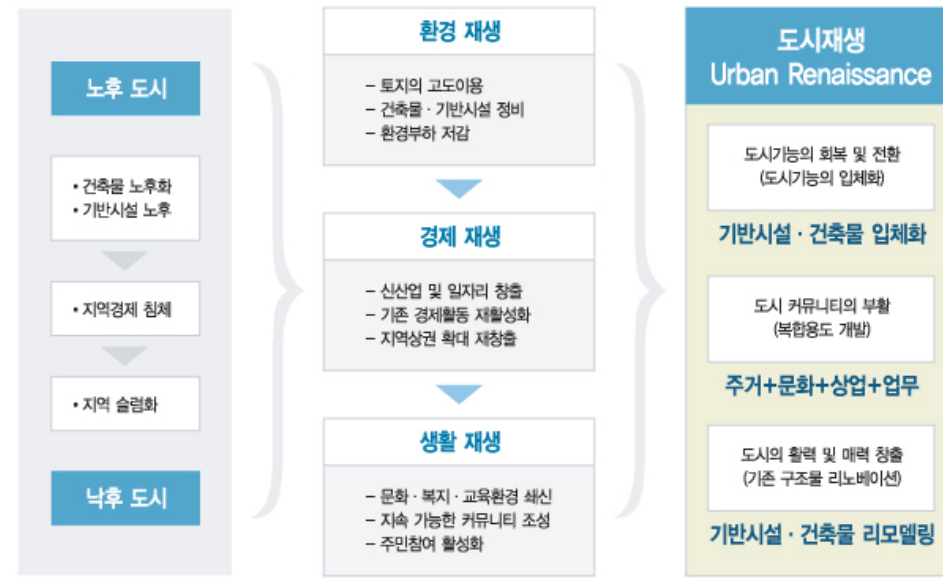 노후 도시
• 건축물 노후화
• 기반시설 노후
• 지역경제 침체
• 지역 슬럼화
낙후 도시
환경 재생
– 토지의 고도이용
– 건축물 · 기반시설 정비
– 환경부하 저감
경제 재생
– 신산업 및 일자리 창출
– 기존 경제활동 재활성화
– 지역상권 확대 재창출
생활 재생
– 문화 · 복지 · 교육환경 쇄신
– 지속 가능한 커뮤니티 조성
– 주민참여 활성화
도시재생
Urban Renaissance
도시기능의 회복 및 전환
(도시기능의 입체화)
기반시설 · 건축물 입체화
도시 커뮤니티의 부활
(복합용도 개발)
주거+문화+상업+업무
도시의 활력 및 매력 창출
(기존 구조물 리노베이션)
기반시설 · 건축물 리모델링